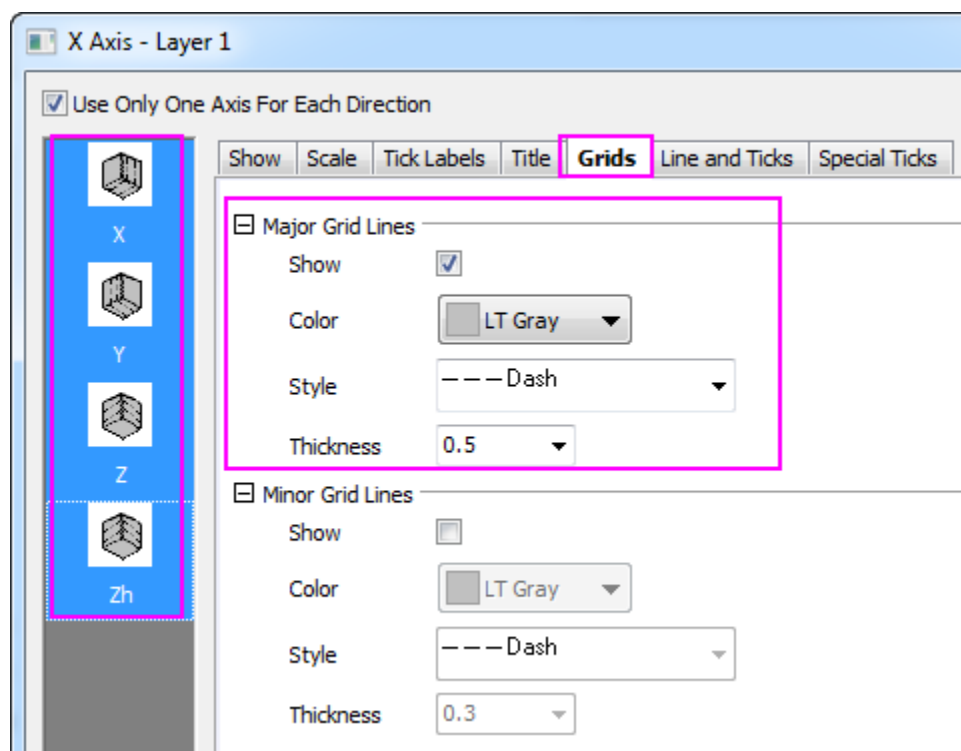 X Axis - Layer 1
Use Only One Axis For Each Direction
X
Y
Z
Zh
Show Scale Tick Labels Title Grids Line and Ticks Special Ticks
Major Grid Lines
Show
Color LT Gray
Style Dash
Thickness 0.5
Minor Grid Lines
Show
Color LT Gray
Style Dash
Thickness 0.3